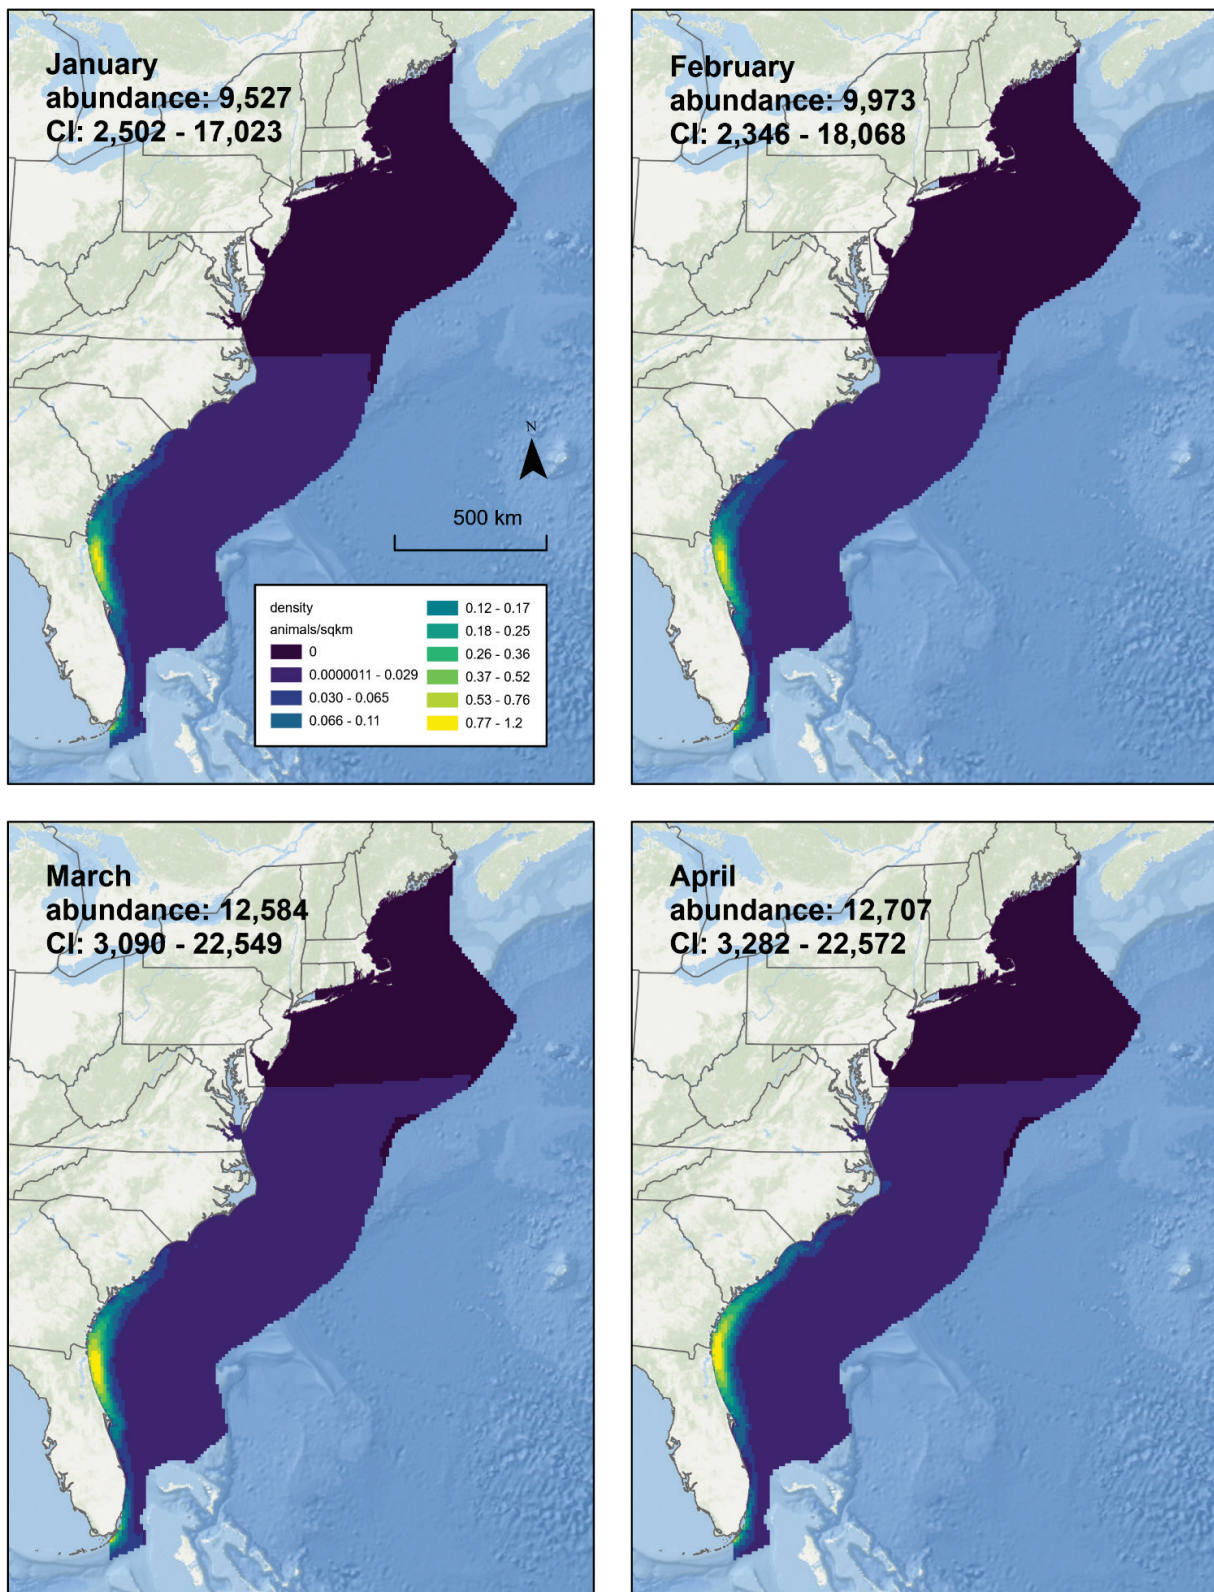 January
abundance: 9,527
CI: 2,502 - 17,023
N
500 km
density
animals/sqkm
0
0.0000011 - 0.029
0.030 - 0.065
0.066 - 0.11
0.12 - 0.17
0.18 - 0.25
0.26 - 0.36
0.37 - 0.52
0.53 - 0.76
0.77 - 1.2
February
abundance: 9,973
CI: 2,346 - 18,068
March
abundance: 12,584
CI: 3,090 - 22,549
April
abundance: 12,707
CI: 3,282 - 22,572